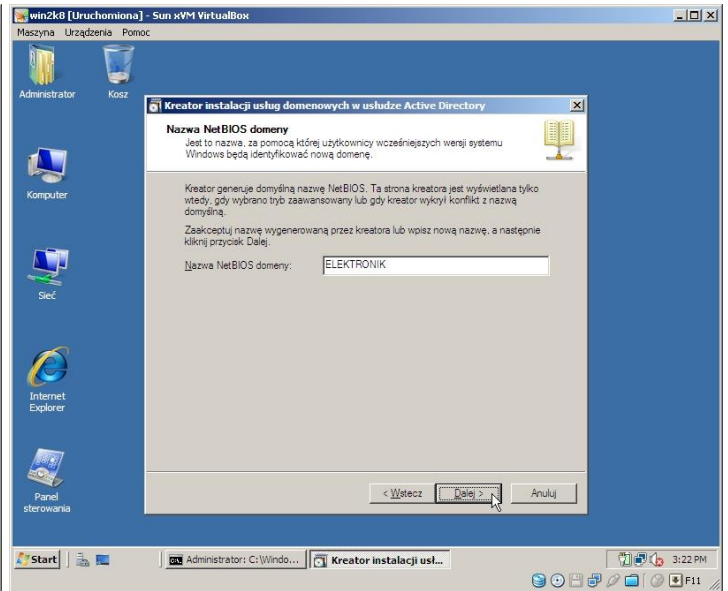 win2k8 [Uruchomiona] - Sun xVM VirtualBox
Maszyna Urządzenia Pomoc
Administrator
Kosz
Komputer
Sieć
Internet
Explorer
Panel
sterowania
Kreator instalacji usług domenowych w usłudze Active Directory
Nazwa NetBIOS domeny
Jest to nazwa, za pomocą której użytkownicy wcześniejszych wersji systemu
Windows będą identyfikować nową domenę.
Kreator generuje domyślną nazwę NetBIOS. Ta strona kreatora jest wyświetlana tylko
wtedy, gdy wybrano tryb zaawansowany lub gdy kreator wykrył konflikt z nazwą
domyślną.
Zaakceptuj nazwę wygenerowaną przez kreatora lub wpisz nową nazwę, a następnie
kliknij przycisk Dalej.
Nazwa NetBIOS domeny: ELEKTRONIK
< Wstecz Dalej > Anuluj
Start Administrator: C:\Windo... Kreator instalacji usł... 3:22 PM
F11